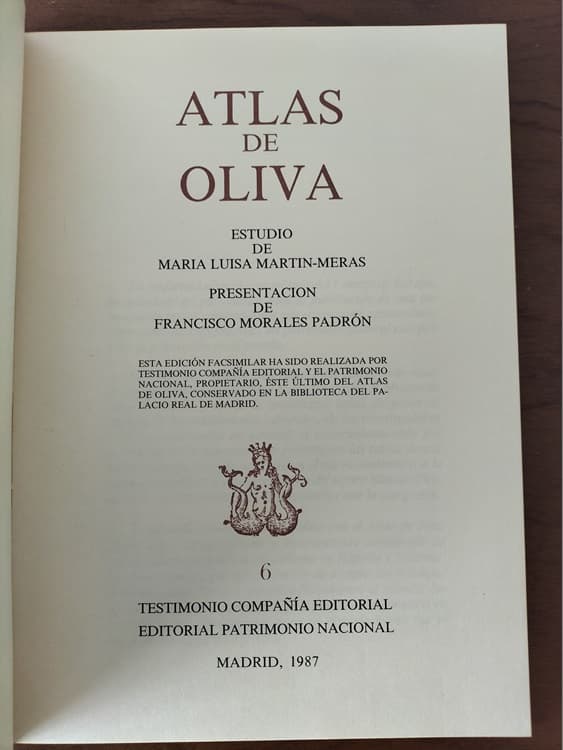 ATLAS
DE
OLIVA
ESTUDIO
DE
MARIA LUISA MARTIN-MERAS
PRESENTACION
DE
FRANCISCO MORALES PADRÓN
ESTA EDICIÓN FACSIMILAR HA SIDO REALIZADA POR
TESTIMONIO COMPAÑÍA EDITORIAL Y EL PATRIMONIO
NACIONAL, PROPIETARIO, ÉSTE ÚLTIMO DEL ATLAS
DE OLIVA, CONSERVADO EN LA BIBLIOTECA DEL PA-
LACIO REAL DE MADRID.
6
TESTIMONIO COMPAÑÍA EDITORIAL
EDITORIAL PATRIMONIO NACIONAL
MADRID, 1987